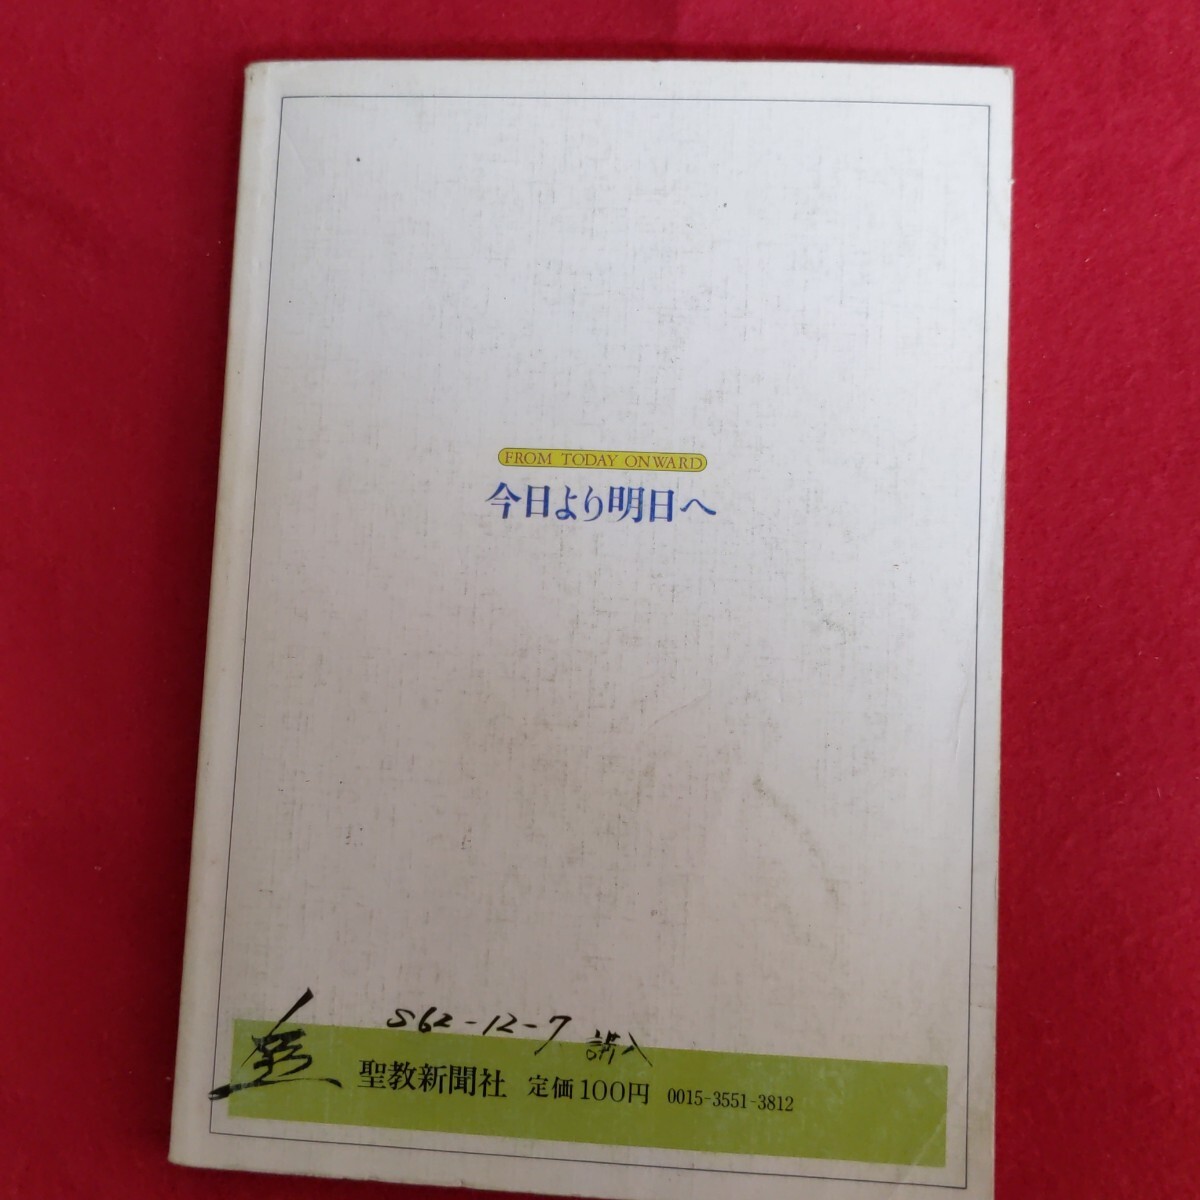 FROM TODAY ONWARD
今日より明日へ
S62-12-7 講入
聖教新聞社 定価100円 0015-3551-3812